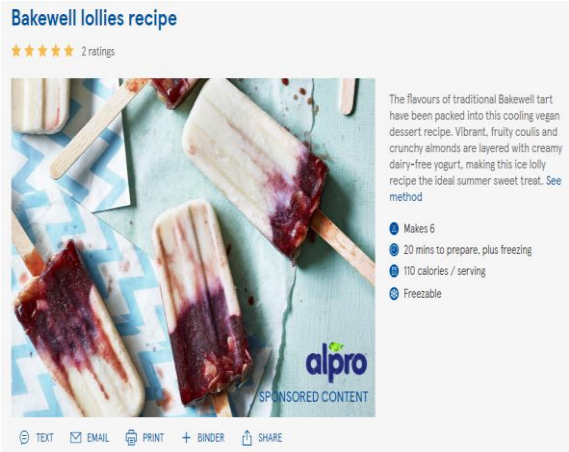 Bakewell lollies recipe
2 ratings
The flavours of traditional Bakewell tart
have been packed into this cooling vegan
dessert recipe. Vibrant, fruity coulis and
crunchy almonds are layered with creamy
dairy-free yogurt, making this ice lolly
recipe the ideal summer sweet treat. See
method
Makes 6
20 mins to prepare, plus freezing
110 calories / serving
Freezable
alpro
SPONSORED CONTENT
TEXT EMAIL PRINT BINDER SHARE